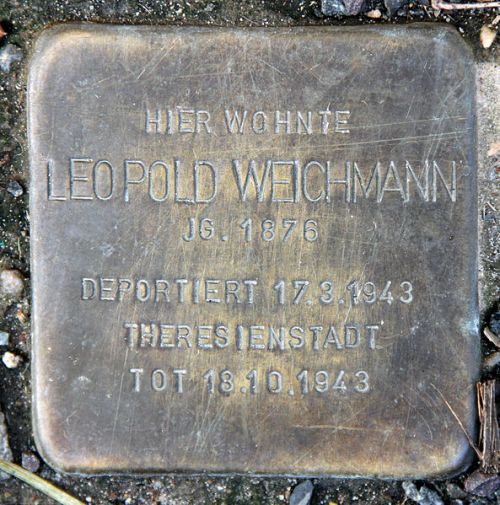 HIER WOHNTE
LEOPOLD WEICHMANN
JG. 1876
DEPORTIERT 17.3.1943
THERESIENSTADT
TOT 18.10.1943